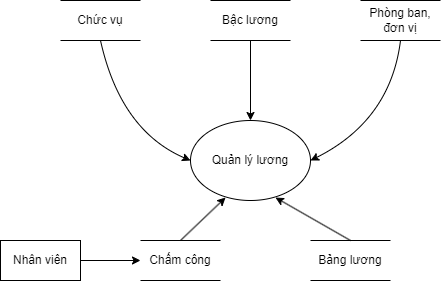 Chức vụ
Bậc lương
Phòng ban,
đơn vị
Quản lý lương
Nhân viên
Chấm công
Bảng lương